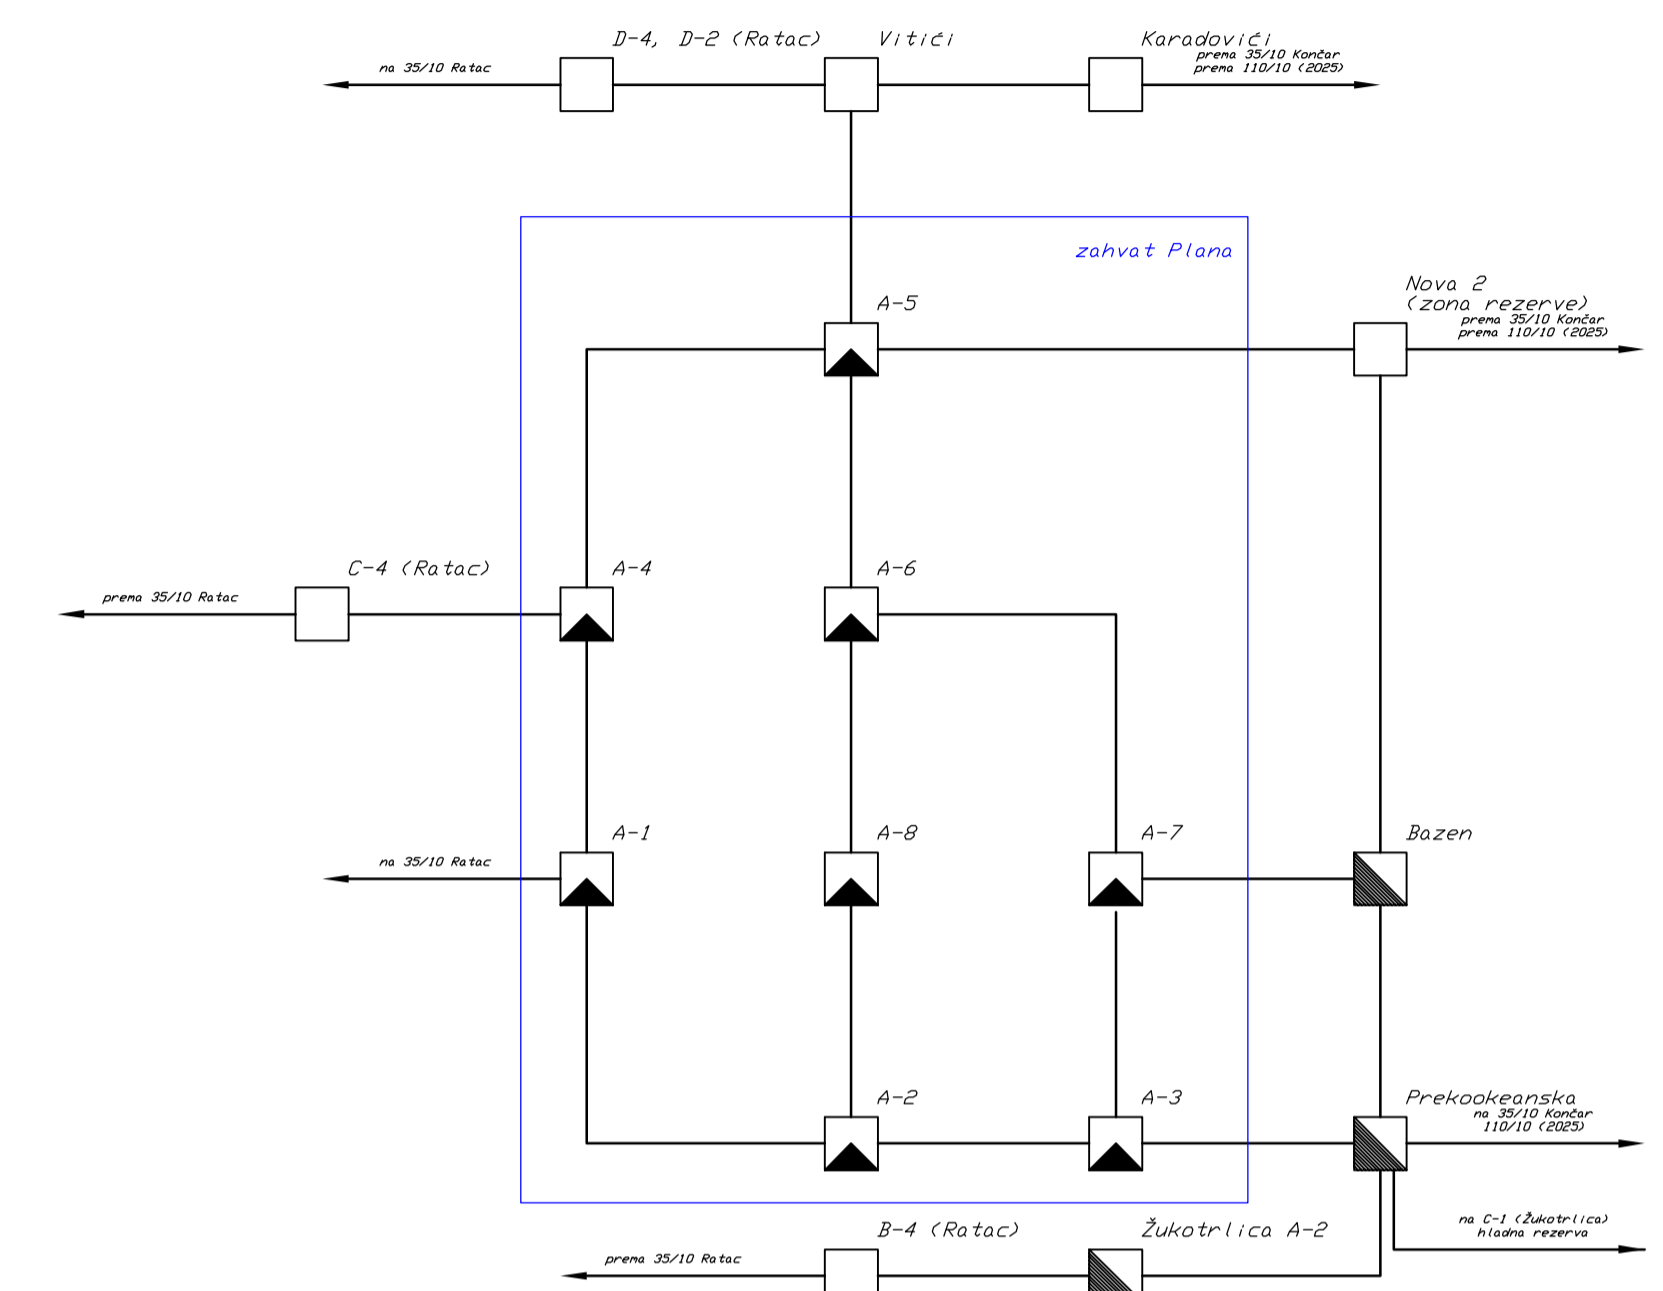 D-4, D-2 (Ratac)
Vitići
Karadovići
na 35/10 Ratac
prema 35/10 Končar
prema 110/10 (2025)
zahvat Plana
A-5
Nova 2
(zona rezerve)
prema 35/10 Končar
prema 110/10 (2025)
C-4 (Ratac)
A-4
A-6
prema 35/10 Ratac
A-1
A-8
A-7
Bazen
na 35/10 Ratac
A-2
A-3
Prekookeanska
na 35/10 Končar
110/10 (2025)
B-4 (Ratac)
Žukotrlica A-2
na C-1 (Žukotrlica)
hladna rezerva
prema 35/10 Ratac